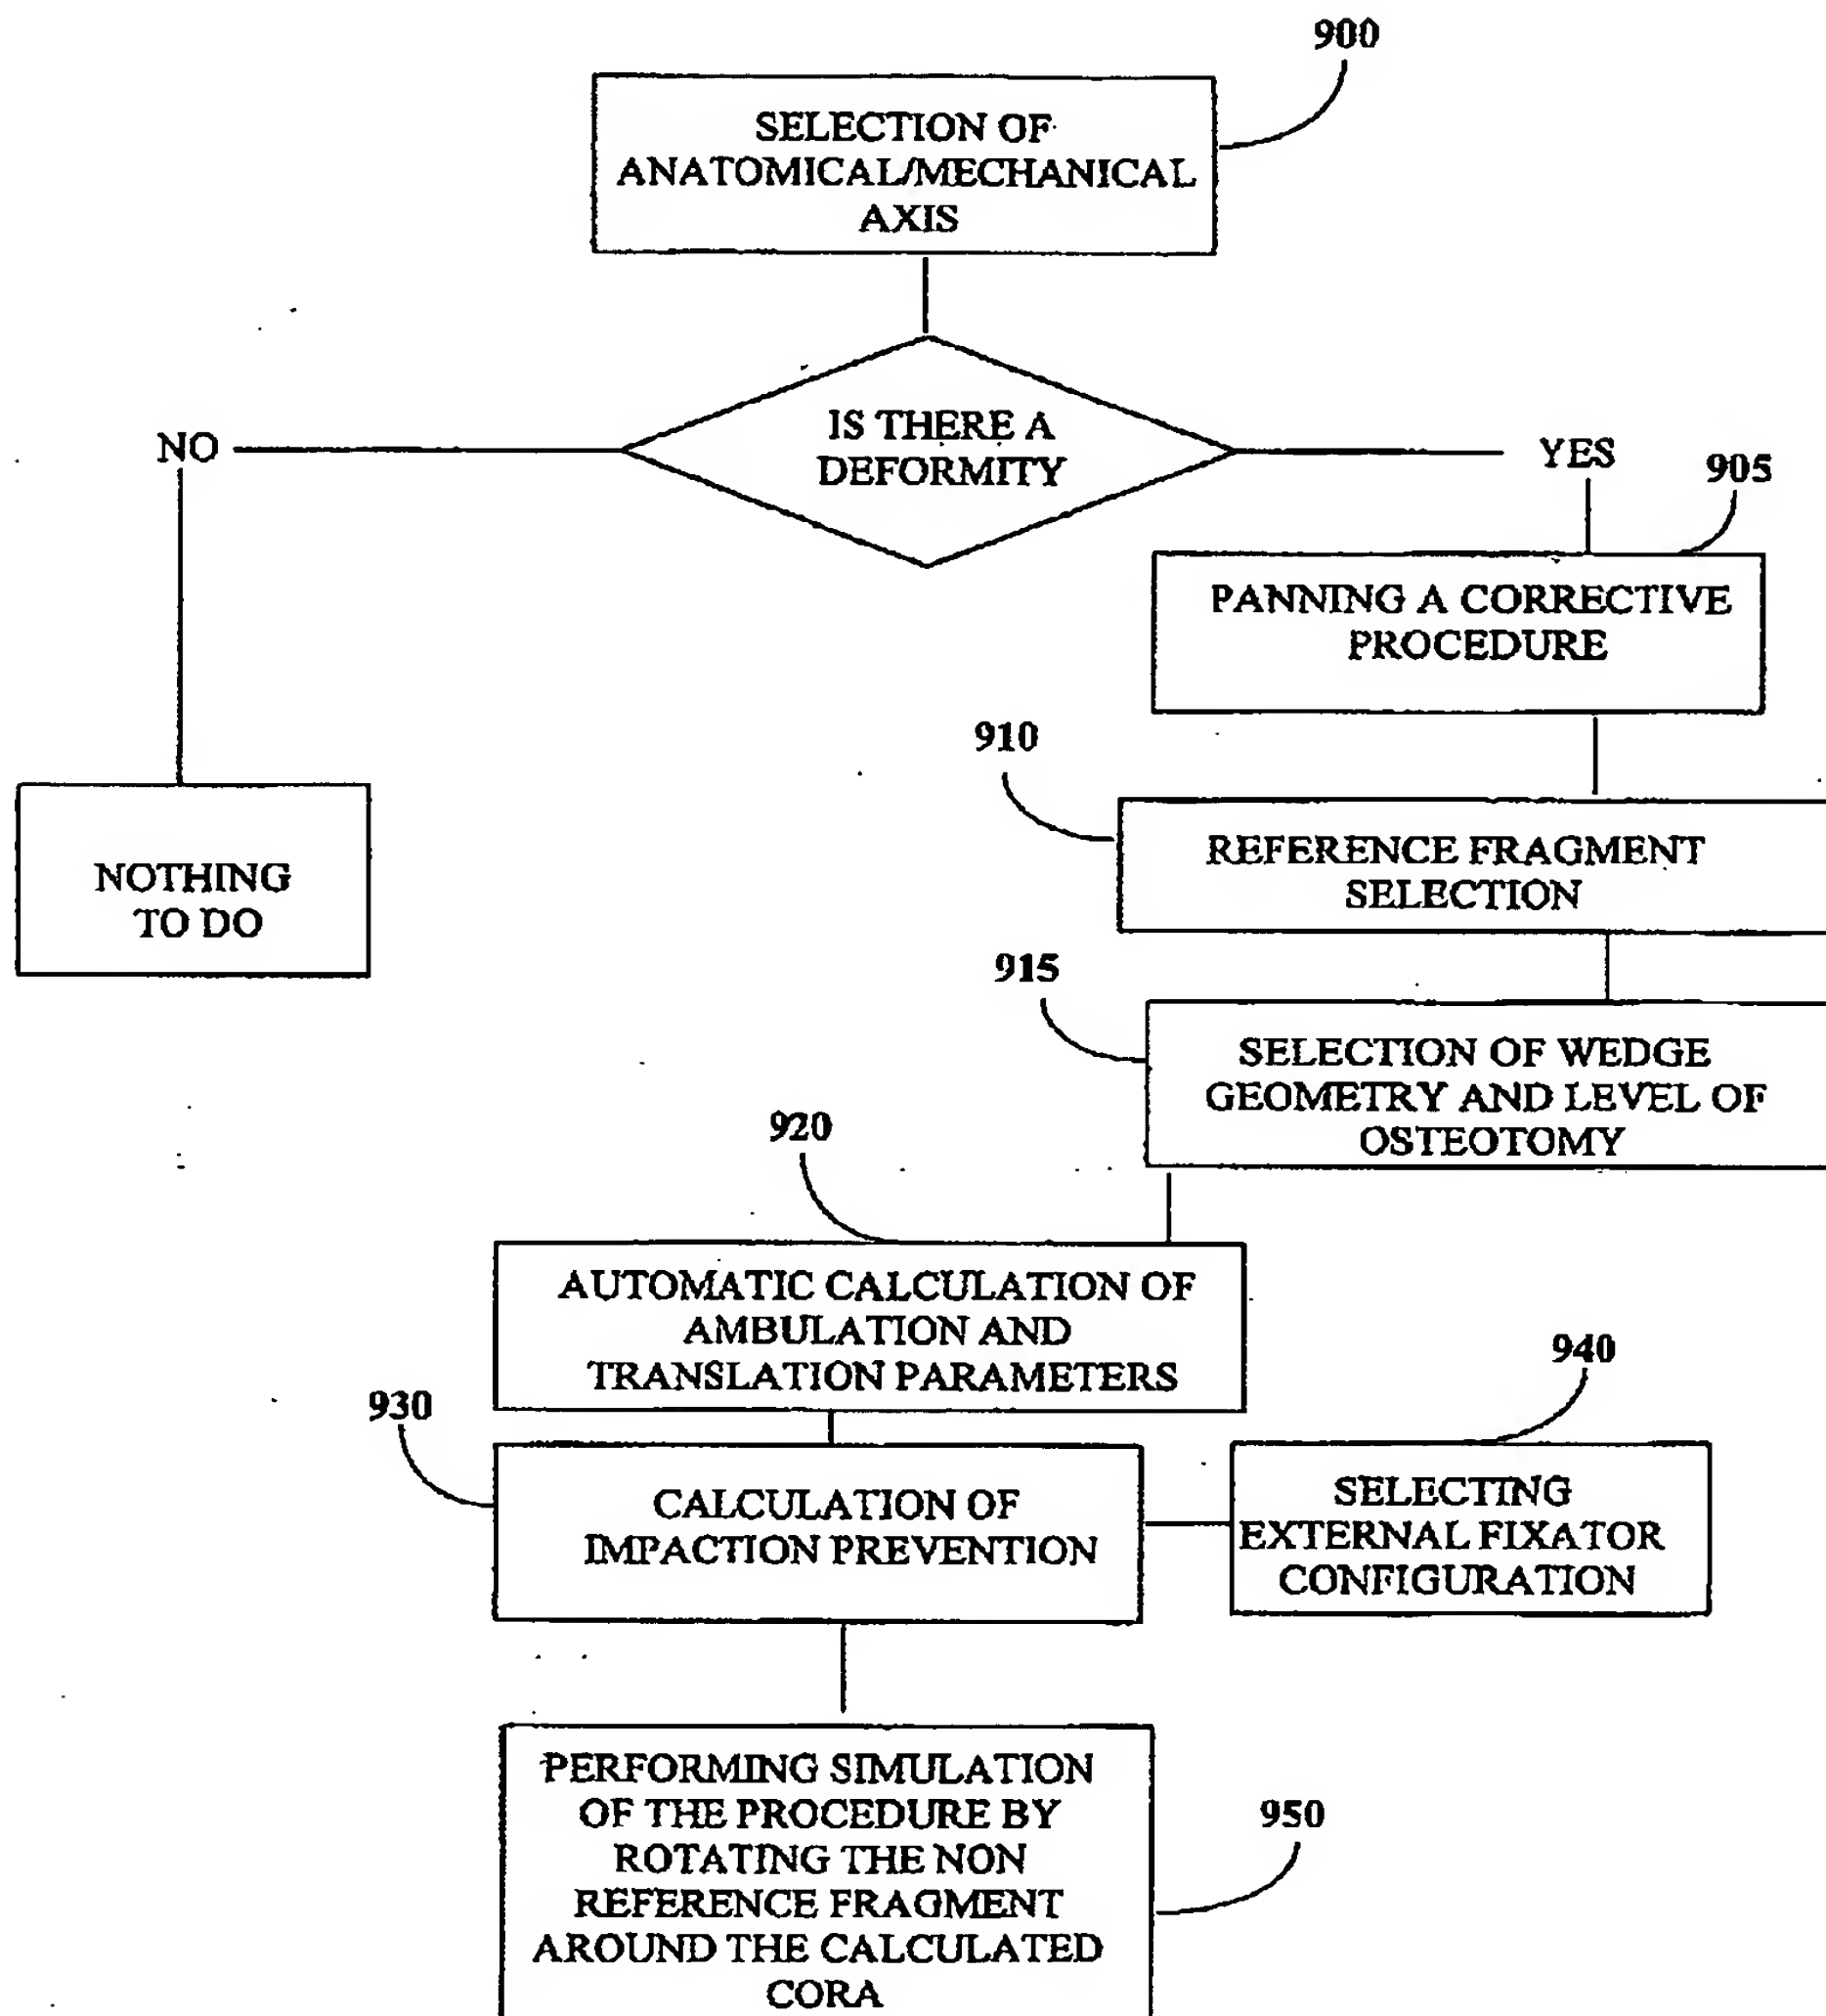 900
SELECTION OF
ANATOMICAL/MECHANICAL
AXIS
IS THERE A
DEFORMITY
NO
YES
905
PANNING A CORRECTIVE
PROCEDURE
910
REFERENCE FRAGMENT
SELECTION
NOTHING
TO DO
915
SELECTION OF WEDGE
GEOMETRY AND LEVEL OF
OSTEOTOMY
920
AUTOMATIC CALCULATION OF
AMBULATION AND
TRANSLATION PARAMETERS
930
CALCULATION OF
IMPACTION PREVENTION
940
SELECTING
EXTERNAL FIXATOR
CONFIGURATION
PERFORMING SIMULATION
OF THE PROCEDURE BY
ROTATING THE NON
REFERENCE FRAGMENT
AROUND THE CALCULATED
CORA
950